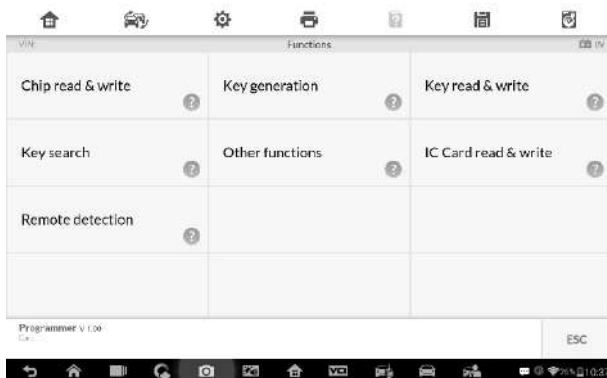 VIN:
Functions
Chip read & write
Key generation
Key read & write
Key search
Other functions
IC Card read & write
Remote detection
Programmer V 1.00
ESC